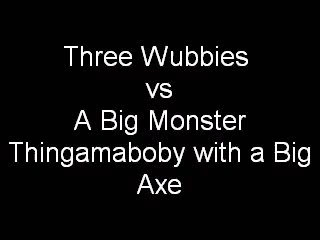 Three Wubbies
vs
A Big Monster
Thingamaboby with a Big
Axe